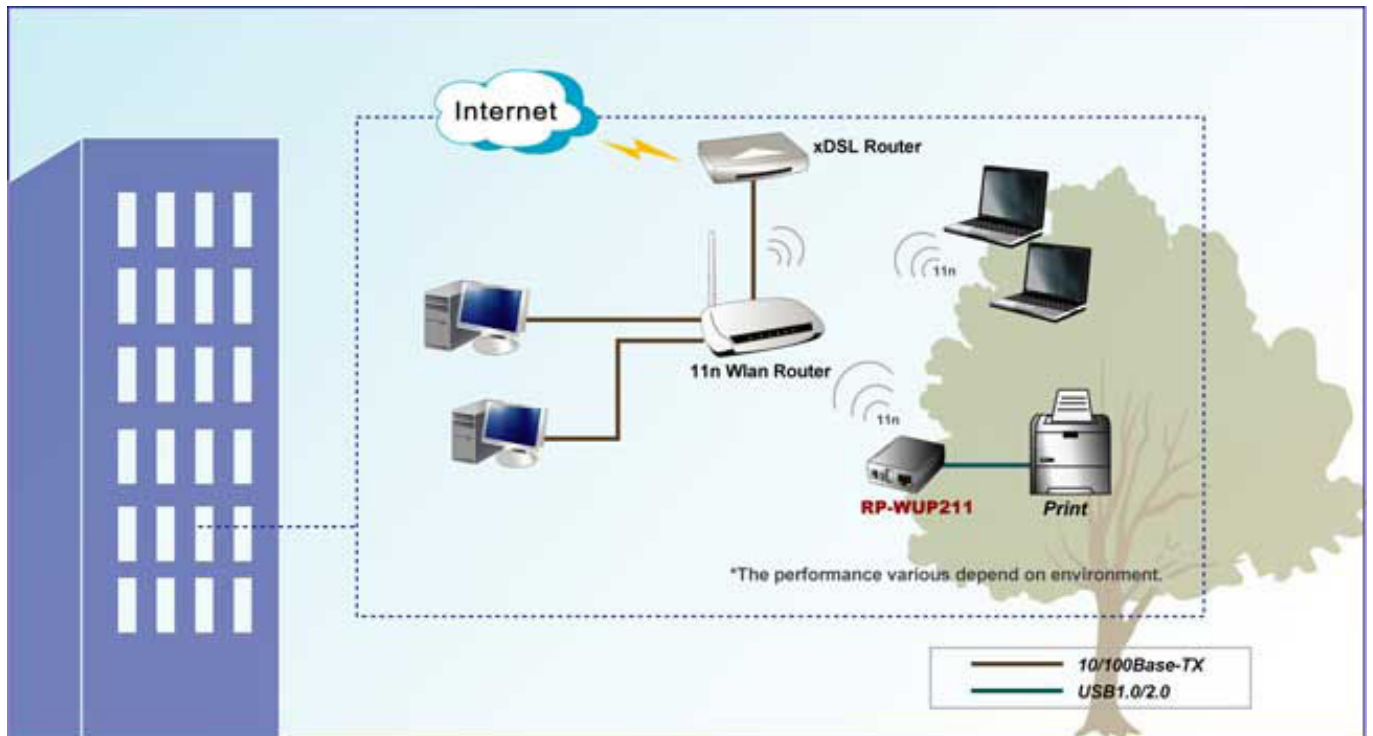 Internet
xDSL Router
11n
11n Wlan Router
11n
RP-WUP211
Print
*The performance various depend on environment.
10/100Base-TX
USB1.0/2.0